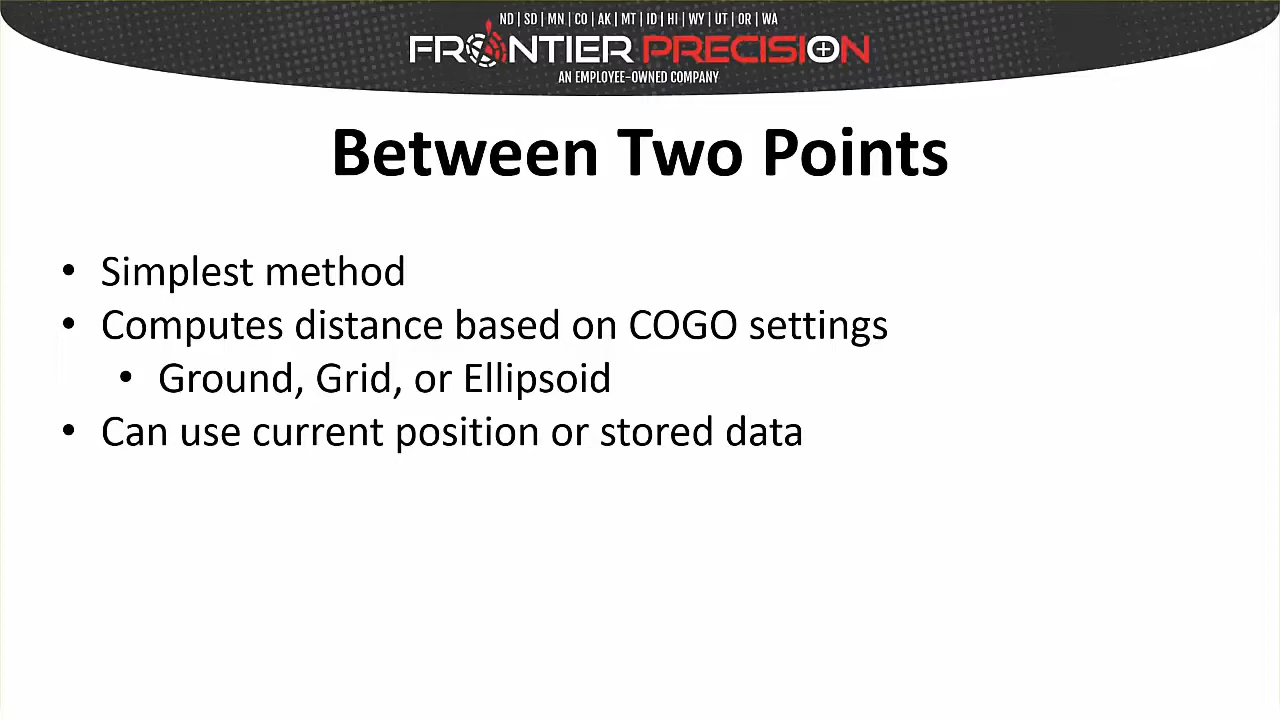 ND | SD | MN | CO | AK | MT | ID | HI | WY | UT | OR | WA
FRONTIER PRECISION
AN EMPLOYEE-OWNED COMPANY
Between Two Points
• Simplest method
• Computes distance based on COGO settings
• Ground, Grid, or Ellipsoid
• Can use current position or stored data